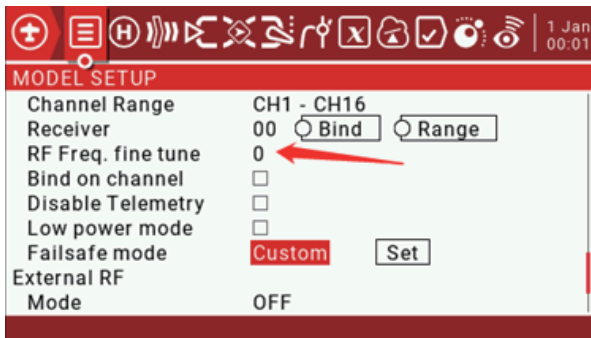 1 Jan
00:01
MODEL SETUP
Channel Range CH1 - CH16
Receiver 00 Bind Range
RF Freq. fine tune 0
Bind on channel
Disable Telemetry
Low power mode
Failsafe mode Custom Set
External RF
Mode OFF